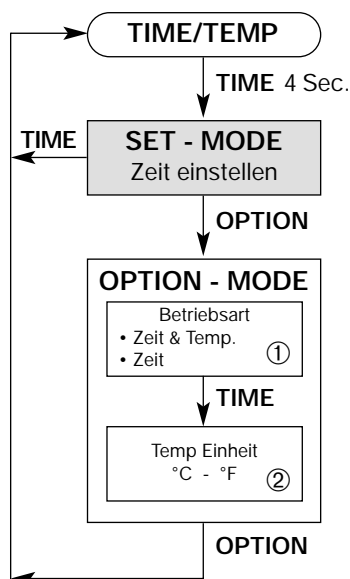 TIME/TEMP
TIME 4 Sec.
TIME
SET - MODE
Zeit einstellen
OPTION
OPTION - MODE
Betriebsart
• Zeit & Temp.
• Zeit
①
TIME
Temp Einheit
°C - °F
②
OPTION